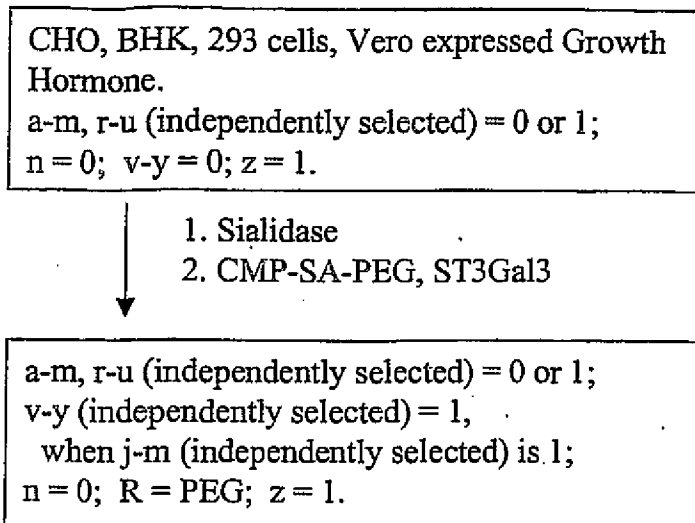 CHO, BHK, 293 cells, Vero expressed Growth
Hormone.
a-m, r-u (independently selected) = 0 or 1;
n = 0; v-y = 0; z = 1.
1. Sialidase
2. CMP-SA-PEG, ST3Gal3
a-m, r-u (independently selected) = 0 or 1;
v-y (independently selected) = 1,
when j-m (independently selected) is 1;
n = 0; R = PEG; z = 1.